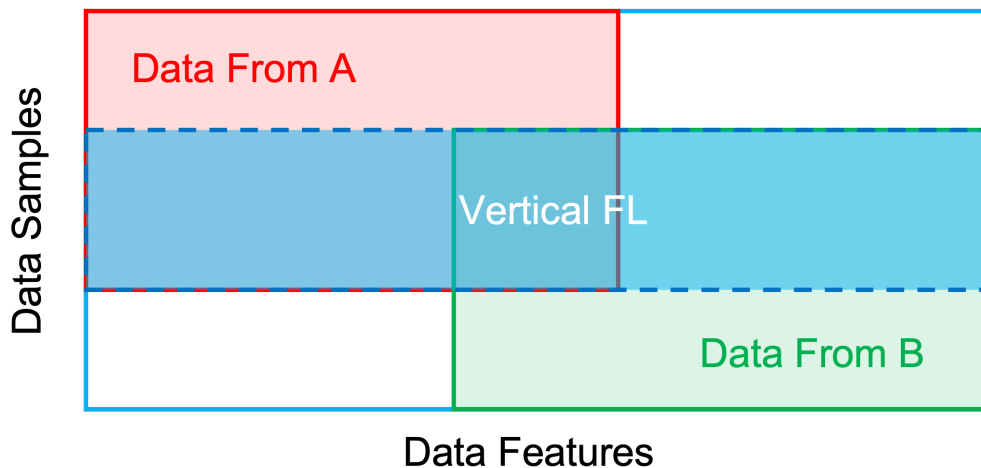 Data From A
Data Samples
Vertical FL
Data From B
Data Features